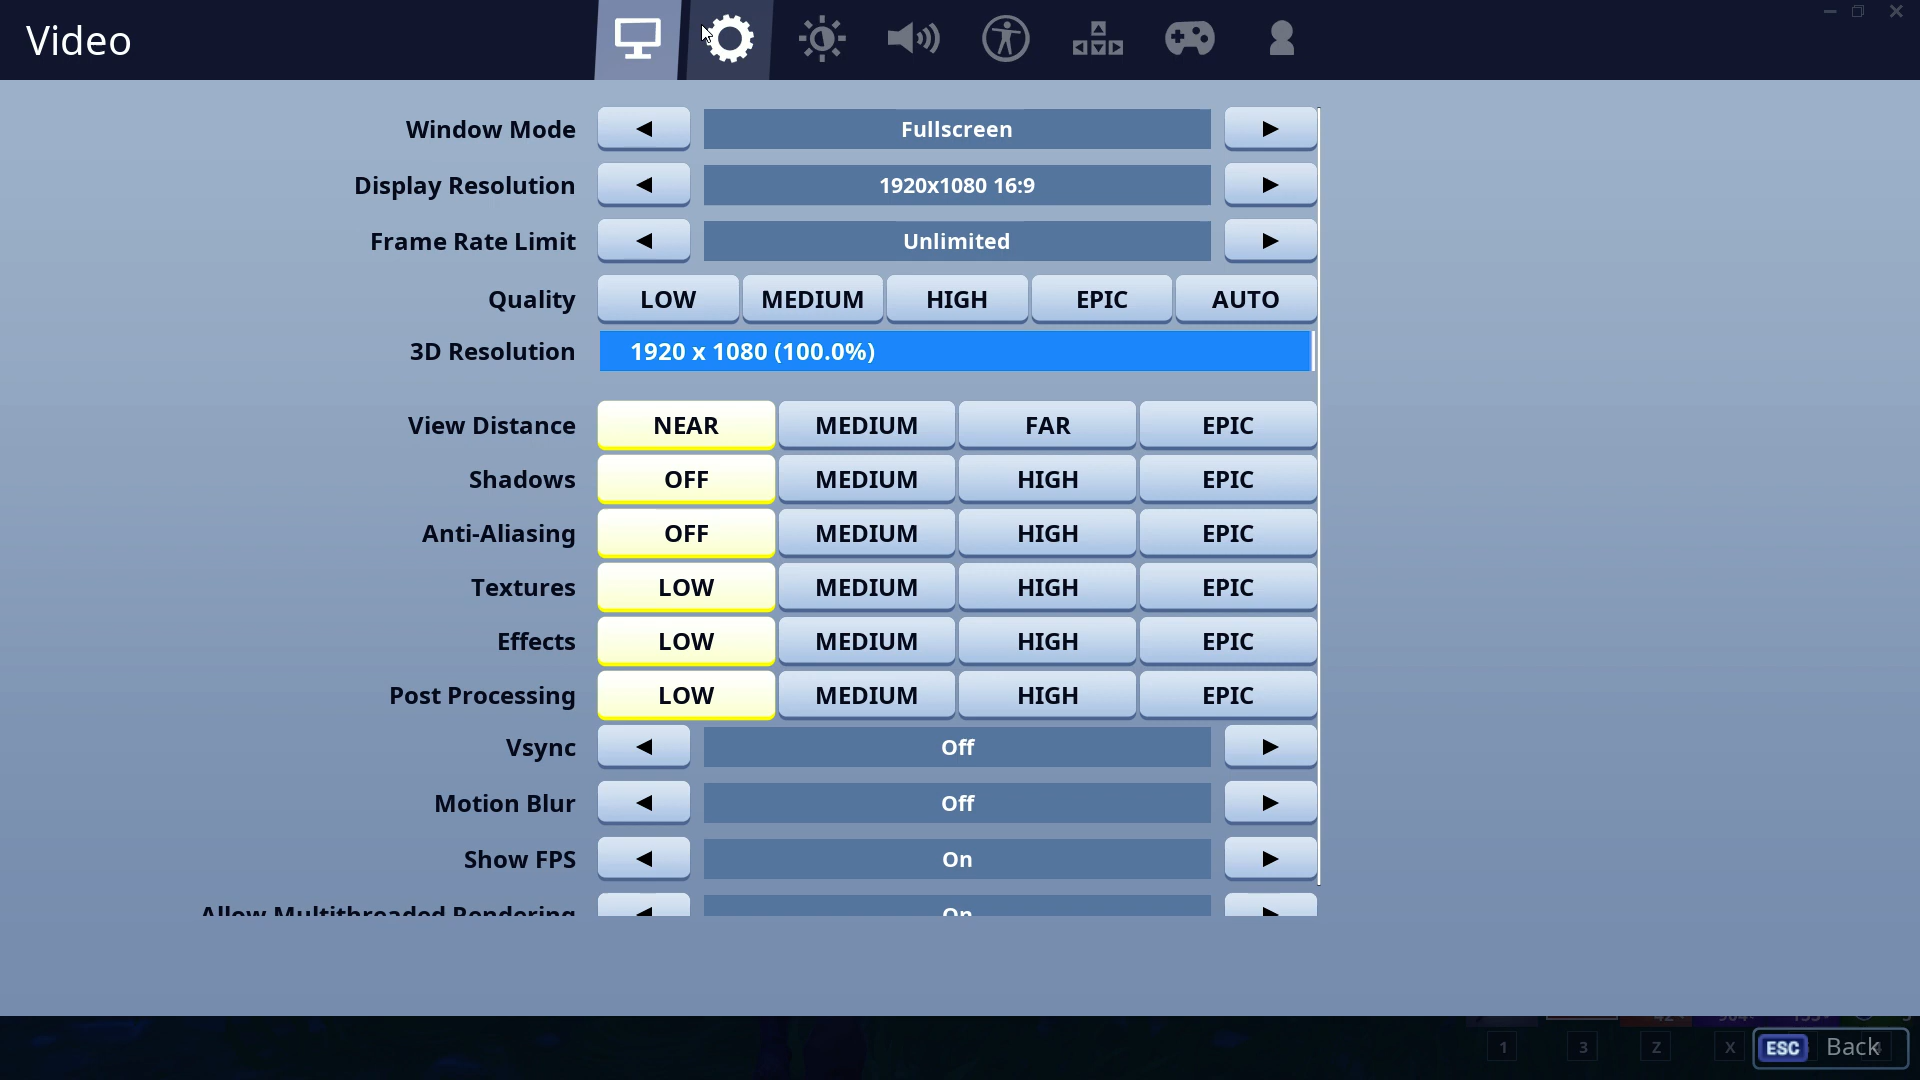 Video
Window Mode ◀ Fullscreen ▶
Display Resolution ◀ 1920x1080 16:9 ▶
Frame Rate Limit ◀ Unlimited ▶
Quality LOW MEDIUM HIGH EPIC AUTO
3D Resolution 1920 x 1080 (100.0%)
View Distance NEAR MEDIUM FAR EPIC
Shadows OFF MEDIUM HIGH EPIC
Anti-Aliasing OFF MEDIUM HIGH EPIC
Textures LOW MEDIUM HIGH EPIC
Effects LOW MEDIUM HIGH EPIC
Post Processing LOW MEDIUM HIGH EPIC
Vsync ◀ Off ▶
Motion Blur ◀ Off ▶
Show FPS ◀ On ▶
Allow Multithreaded Rendering ◀ On ▶
1 3 Z X ESC Back